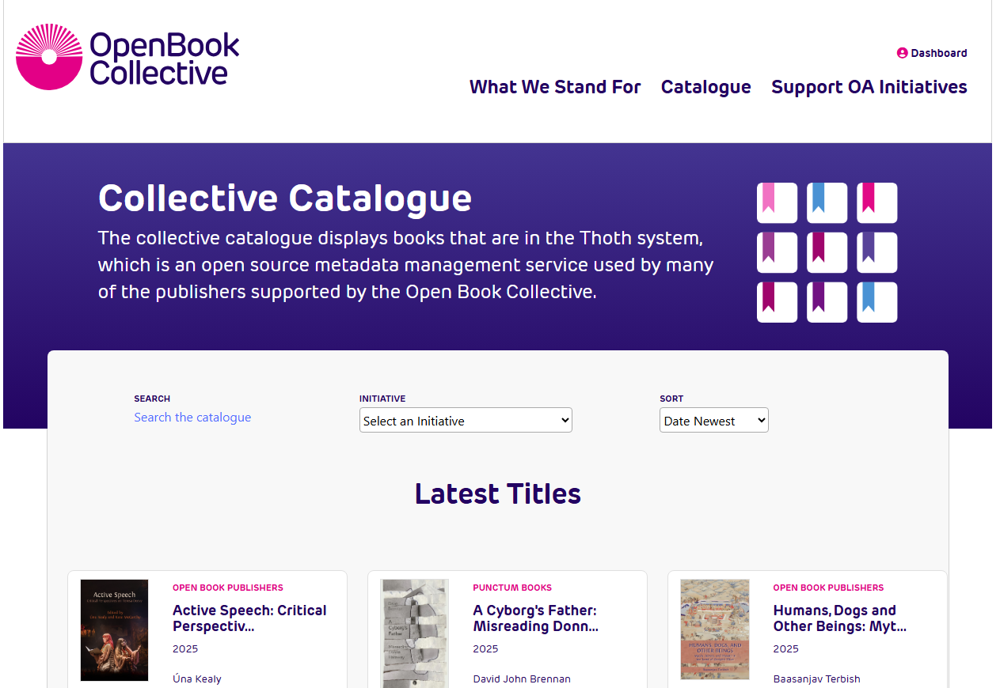 OpenBook
Collective
Dashboard
What We Stand For Catalogue Support OA Initiatives
Collective Catalogue
The collective catalogue displays books that are in the Thoth system,
which is an open source metadata management service used by many
of the publishers supported by the Open Book Collective.
SEARCH INITIATIVE SORT
Search the catalogue Select an Initiative Date Newest
Latest Titles
Active Speech
OPEN BOOK PUBLISHERS
Active Speech: Critical
Perspectiv...
2025
Úna Kealy
A
Cyborg's
Father
PUNCTUM BOOKS
A Cyborg's Father:
Misreading Donn...
2025
David John Brennan
HUMANS, DOGS, AND
OTHER BEINGS
OPEN BOOK PUBLISHERS
Humans, Dogs and
Other Beings: Myt...
2025
Baasanjav Terbish